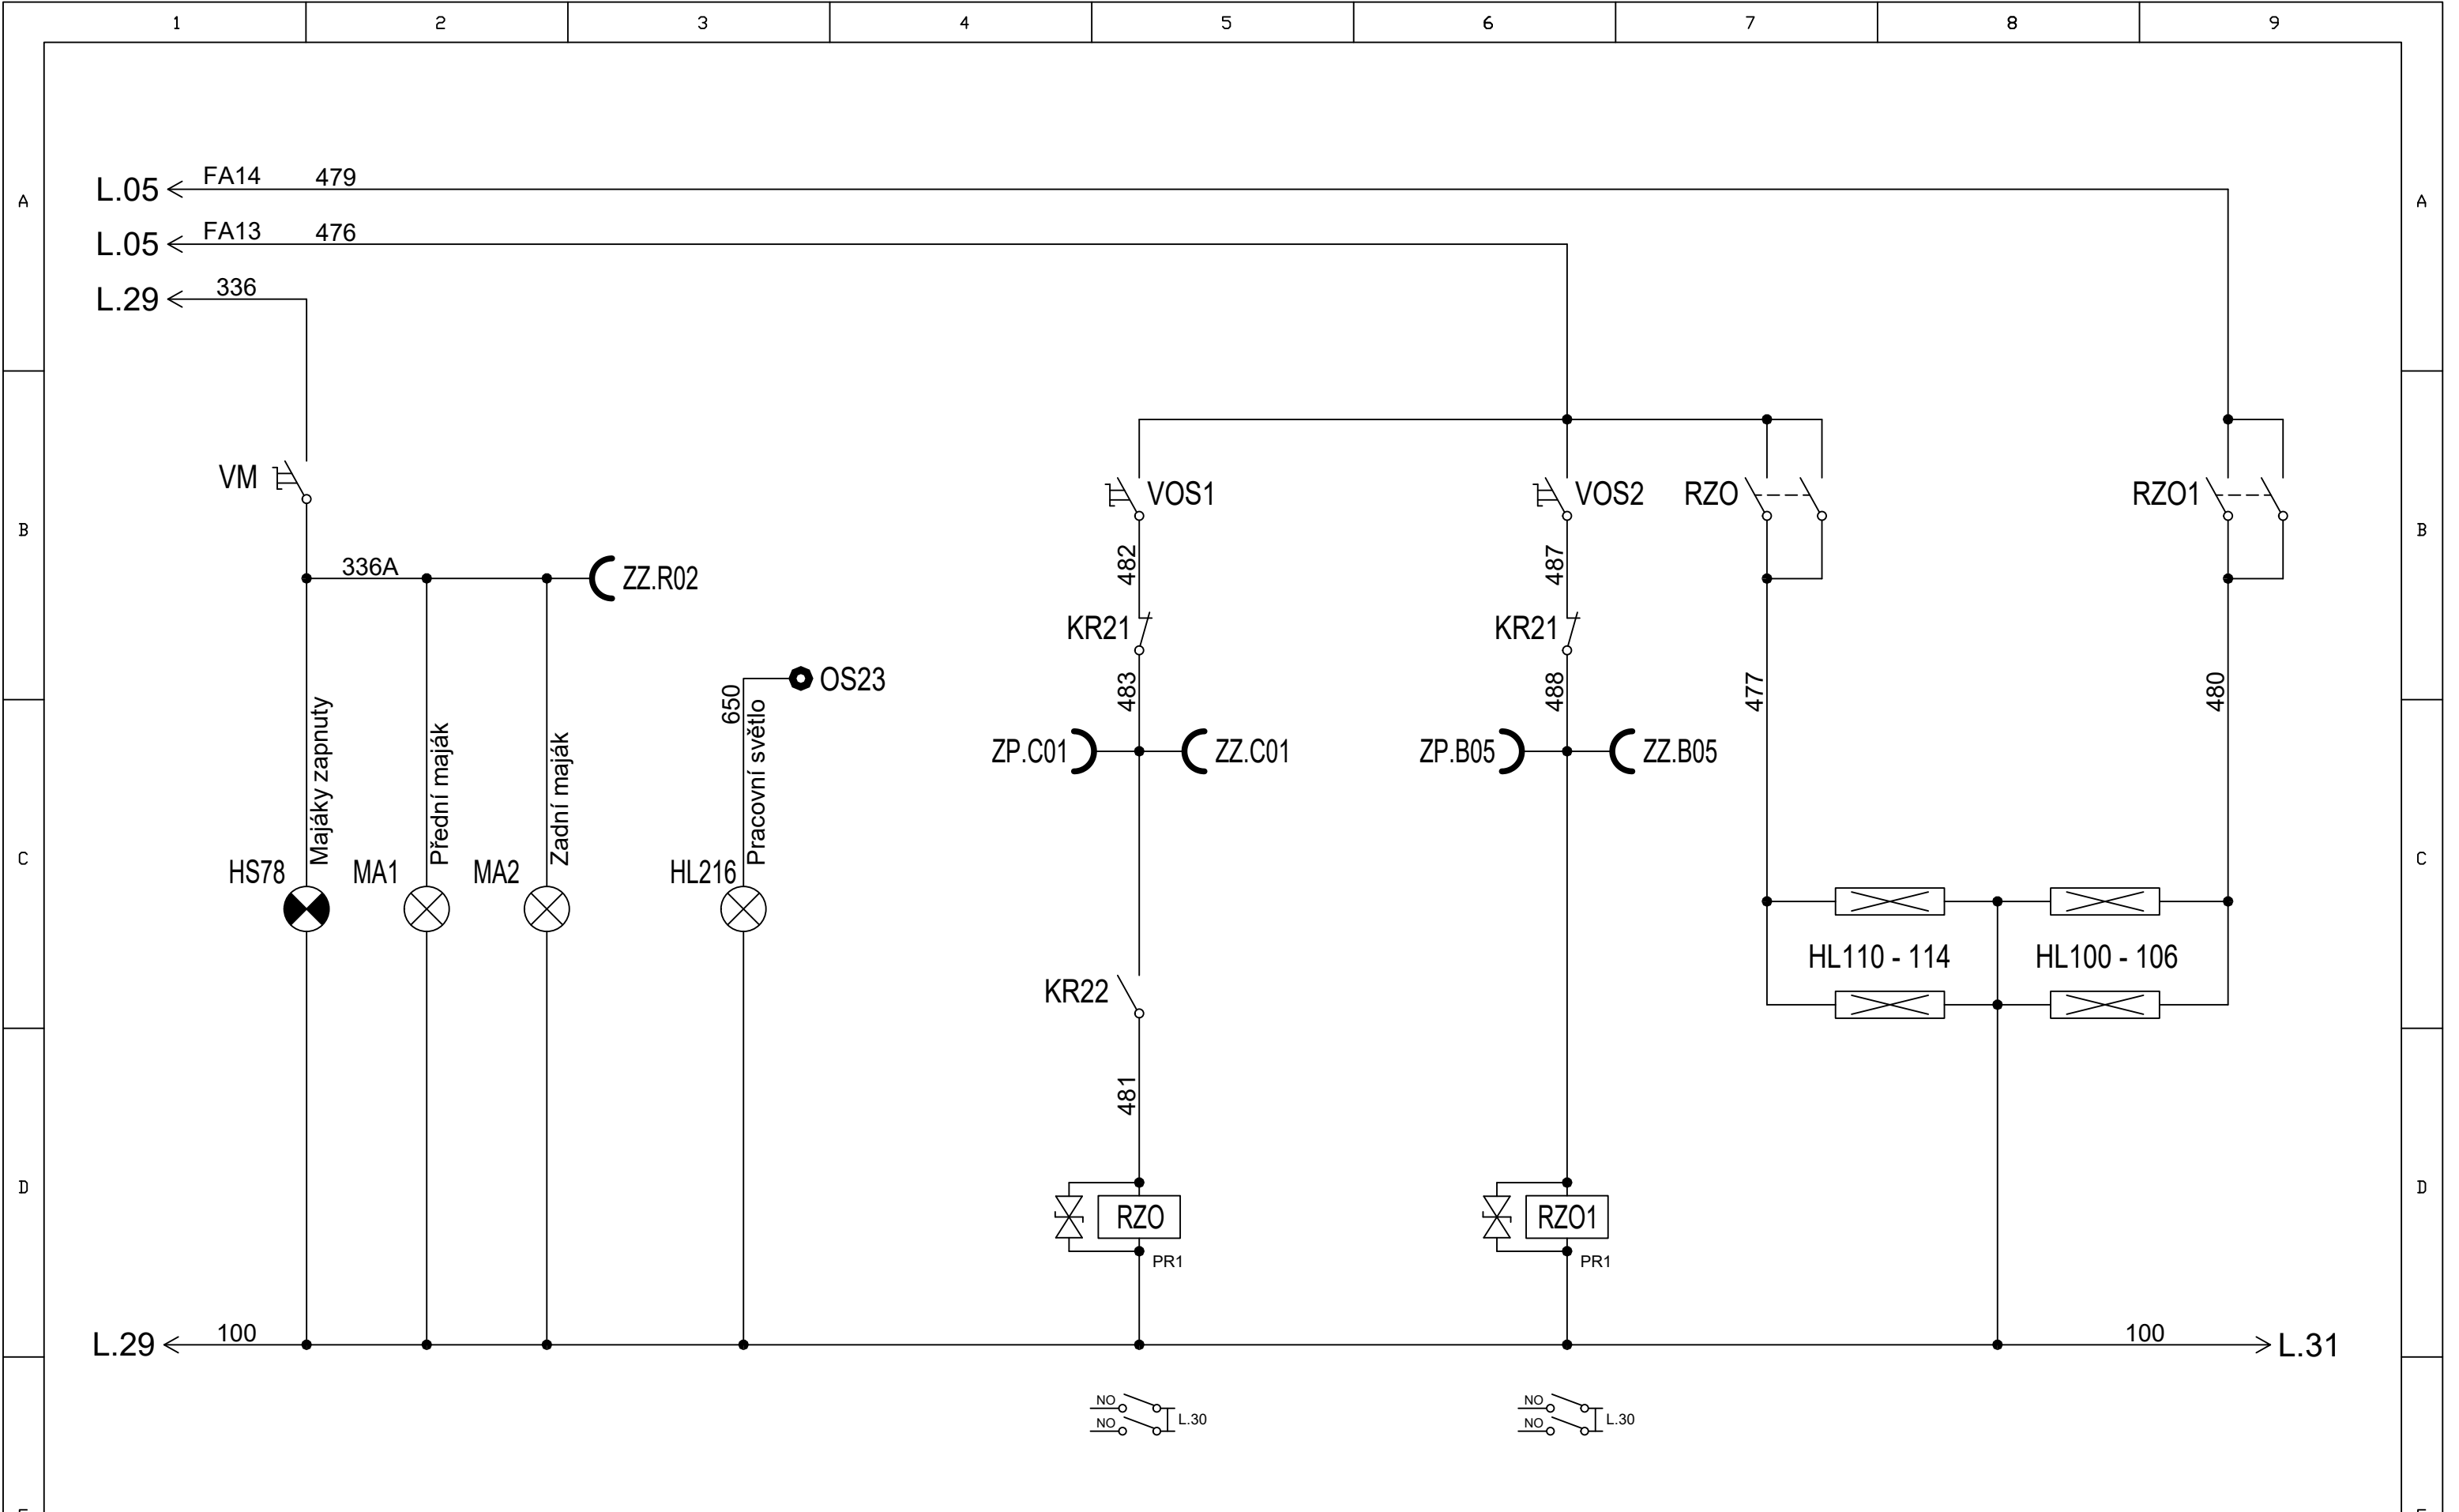 1 2 3 4 5 6 7 8 9
L.05 FA14 479
A A
L.05 FA13 476
L.29 336
VM VOS1 VOS2 RZO RZO1
B B
482 487
336A ZZ.R02
KR21 KR21
OS23
650 483 488 477 480
ZP.C01 ZZ.C01 ZP.B05 ZZ.B05
Majáky zapnuty
Přední maják
Zadní maják
Pracovní světlo
C C
HS78 MA1 MA2 HL216
HL110 - 114 HL100 - 106
KR22
481
D D
RZO RZO1
PR1 PR1
L.29 100 100 L.31
NO NO
L.30 L.30
NO NO